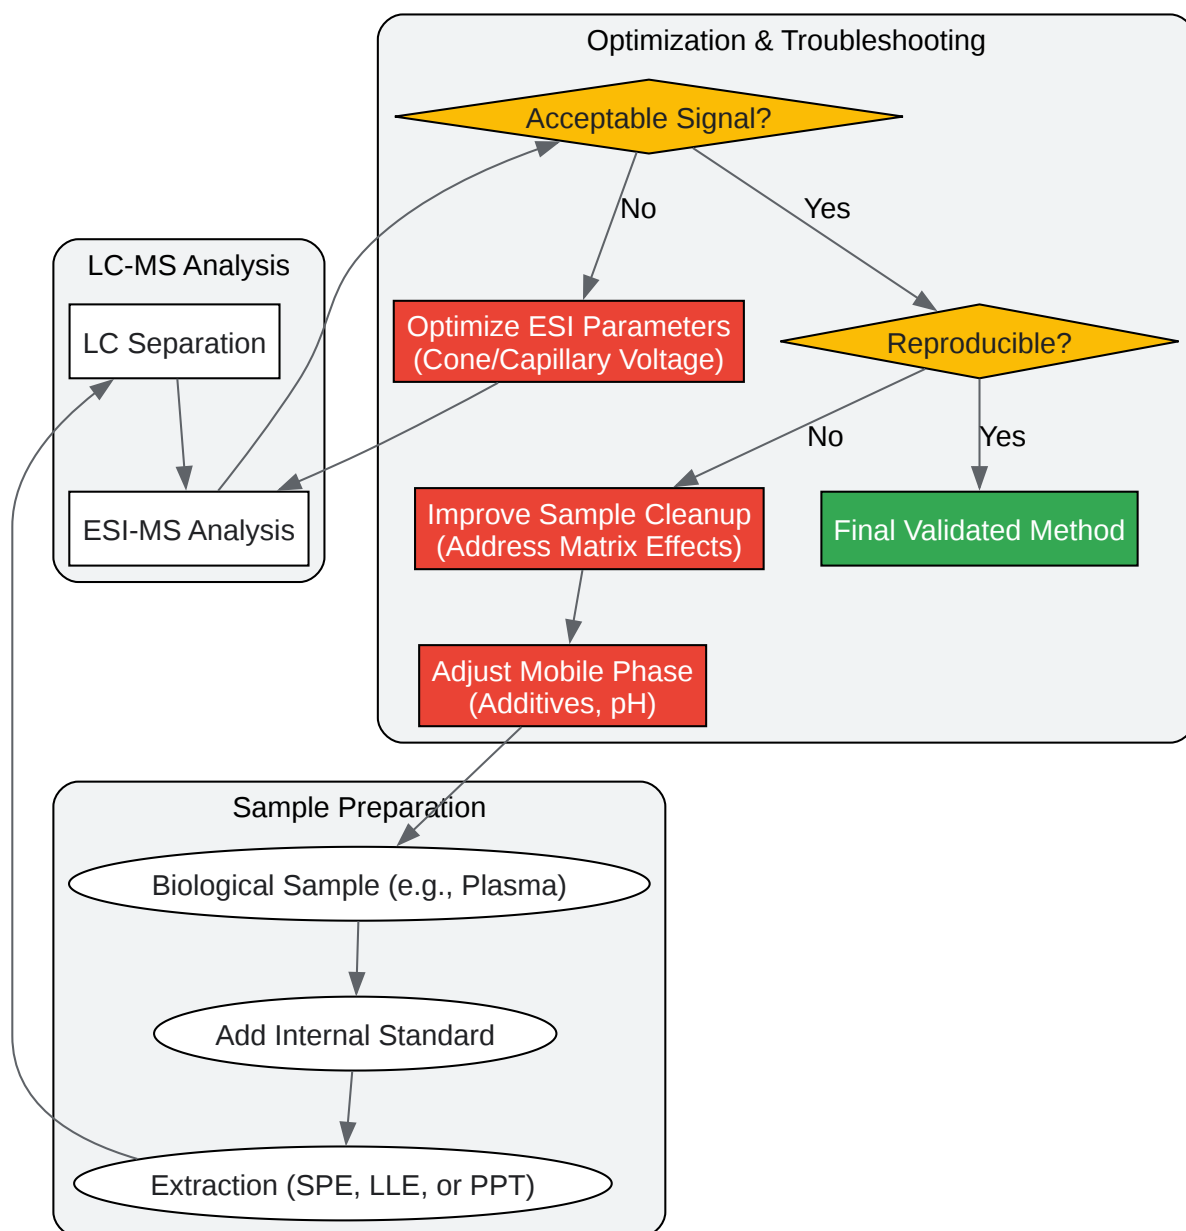 Optimization & Troubleshooting
Acceptable Signal?
No
Yes
LC-MS Analysis
LC Separation
Optimize ESI Parameters
(Cone/Capillary Voltage)
Reproducible?
No
Yes
ESI-MS Analysis
Improve Sample Cleanup
(Address Matrix Effects)
Final Validated Method
Adjust Mobile Phase
(Additives, pH)
Sample Preparation
Biological Sample (e.g., Plasma)
Add Internal Standard
Extraction (SPE, LLE, or PPT)